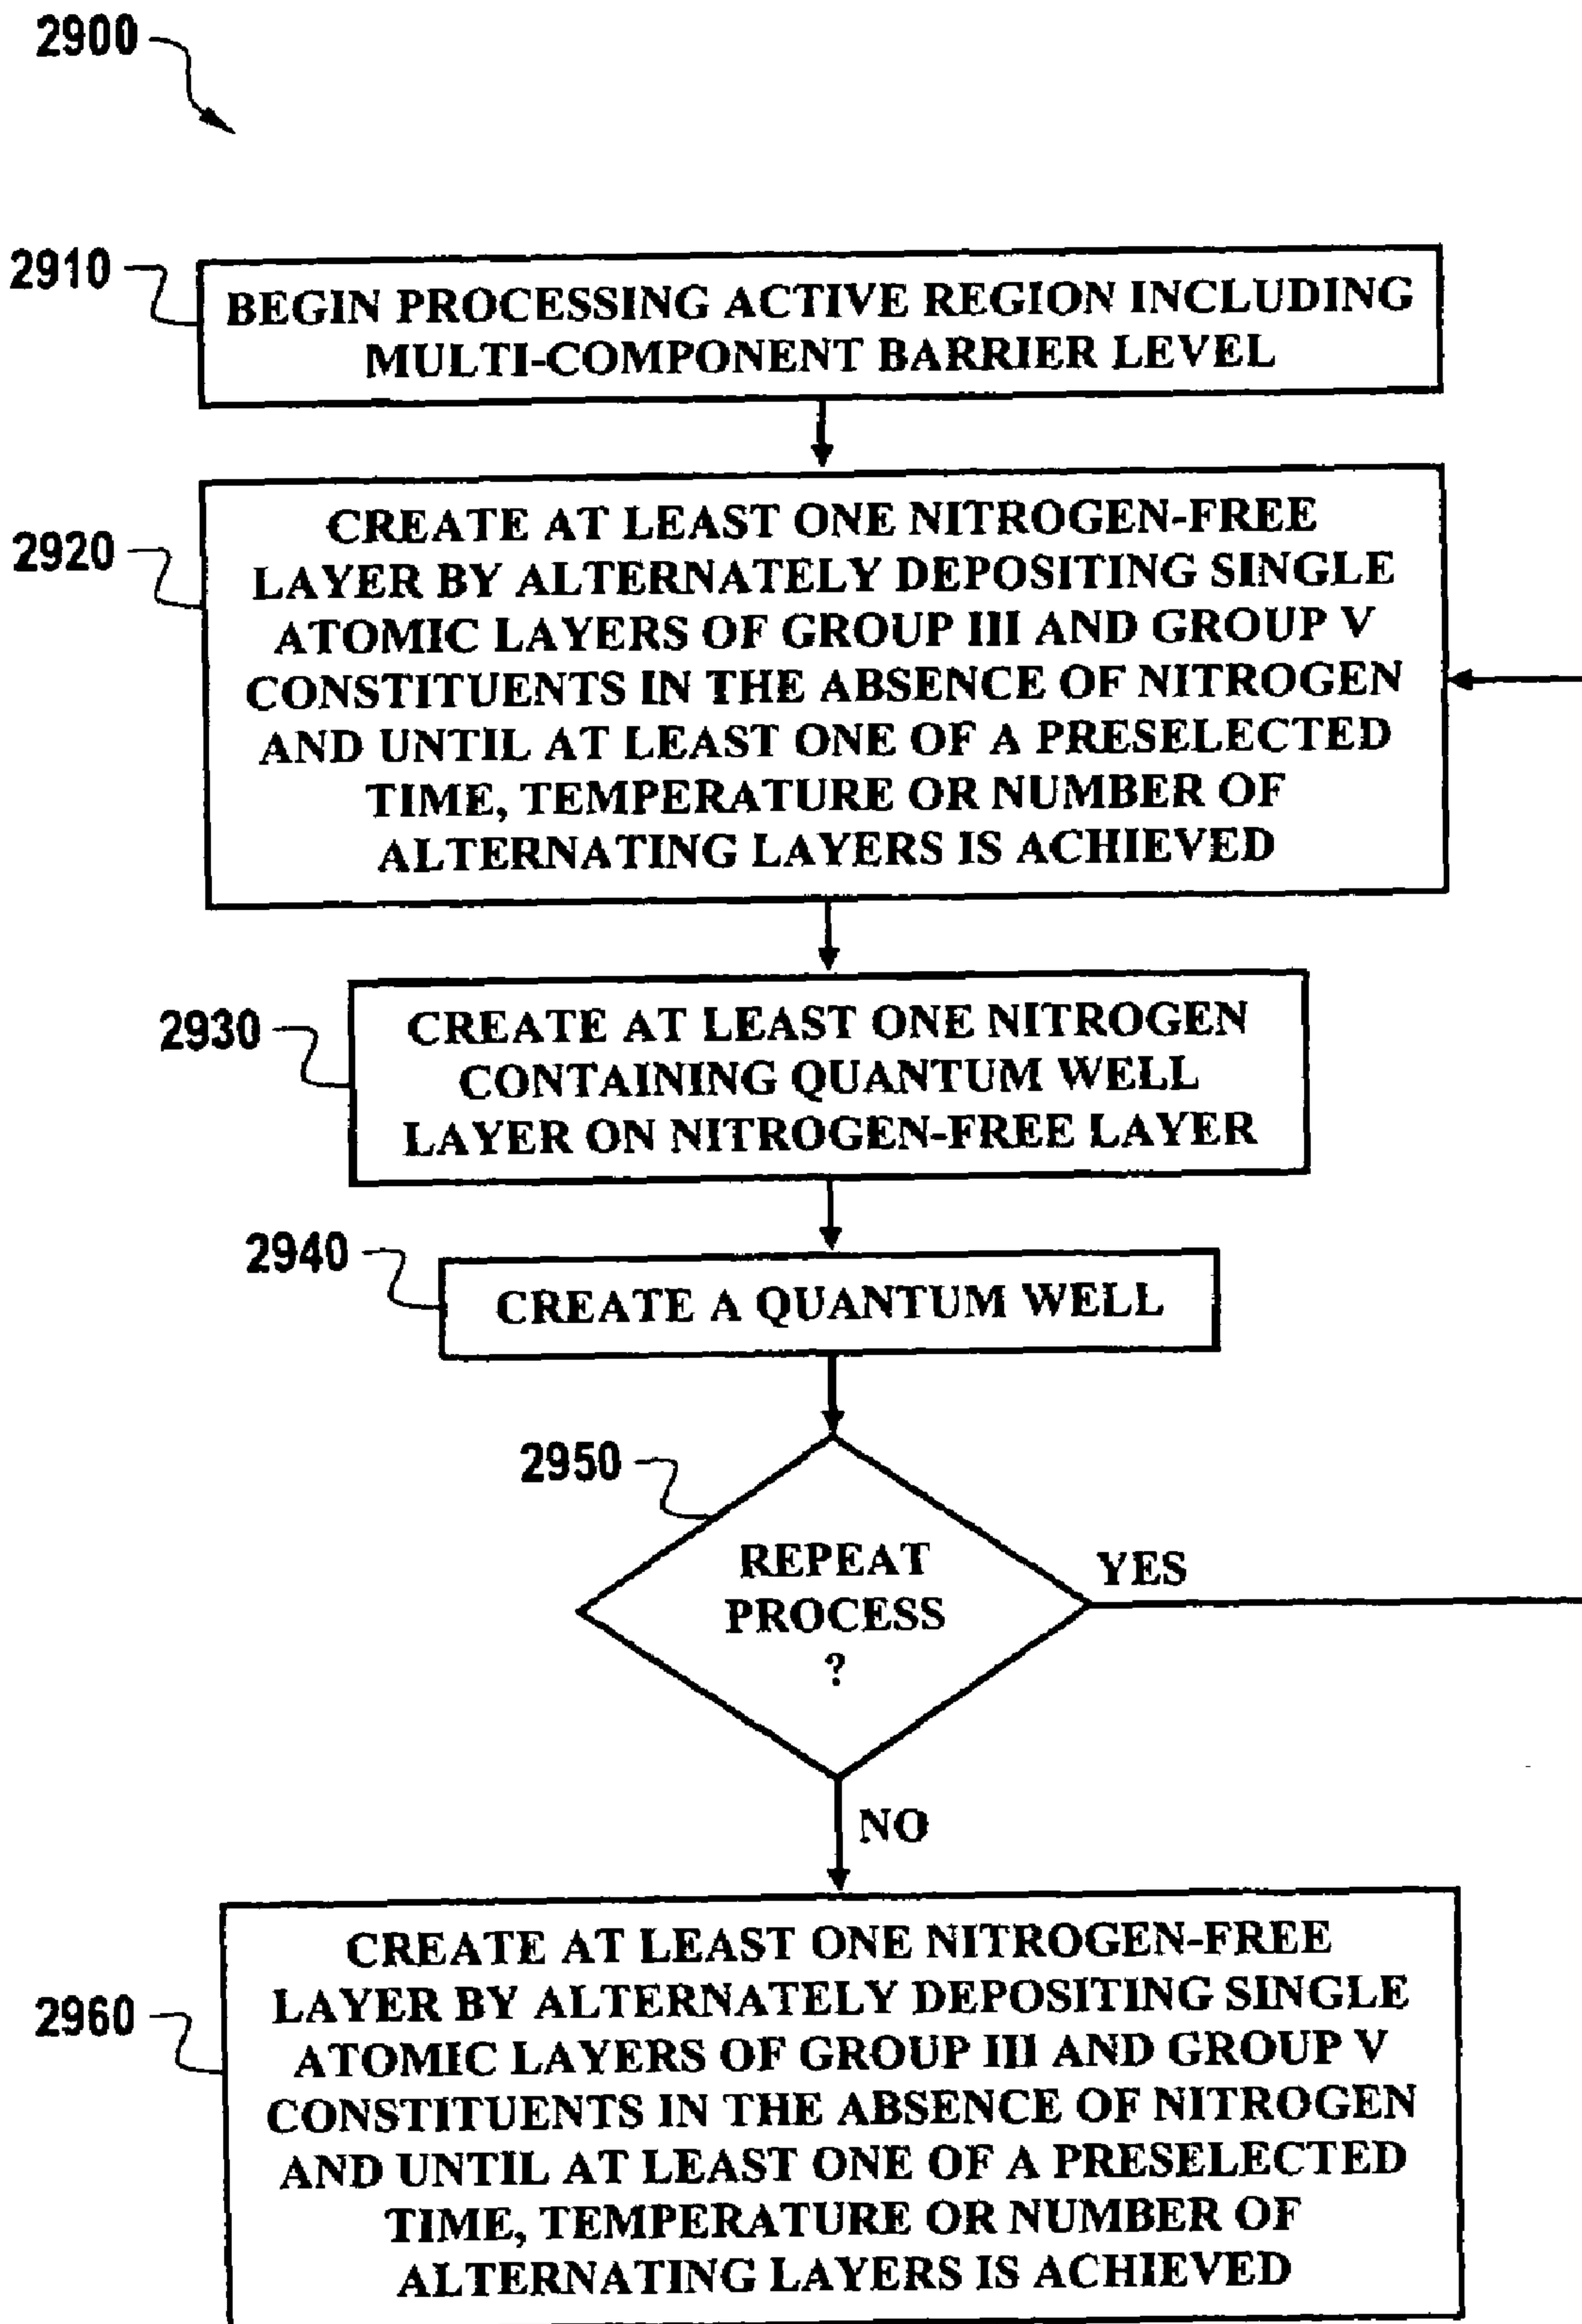 2900
2910
BEGIN PROCESSING ACTIVE REGION INCLUDING
MULTI-COMPONENT BARRIER LEVEL
2920
CREATE AT LEAST ONE NITROGEN-FREE
LAYER BY ALTERNATELY DEPOSITING SINGLE
ATOMIC LAYERS OF GROUP III AND GROUP V
CONSTITUENTS IN THE ABSENCE OF NITROGEN
AND UNTIL AT LEAST ONE OF A PRESELECTED
TIME, TEMPERATURE OR NUMBER OF
ALTERNATING LAYERS IS ACHIEVED
2930
CREATE AT LEAST ONE NITROGEN
CONTAINING QUANTUM WELL
LAYER ON NITROGEN-FREE LAYER
2940
CREATE A QUANTUM WELL
2950
REPEAT
PROCESS
?
YES
NO
2960
CREATE AT LEAST ONE NITROGEN-FREE
LAYER BY ALTERNATELY DEPOSITING SINGLE
ATOMIC LAYERS OF GROUP III AND GROUP V
CONSTITUENTS IN THE ABSENCE OF NITROGEN
AND UNTIL AT LEAST ONE OF A PRESELECTED
TIME, TEMPERATURE OR NUMBER OF
ALTERNATING LAYERS IS ACHIEVED